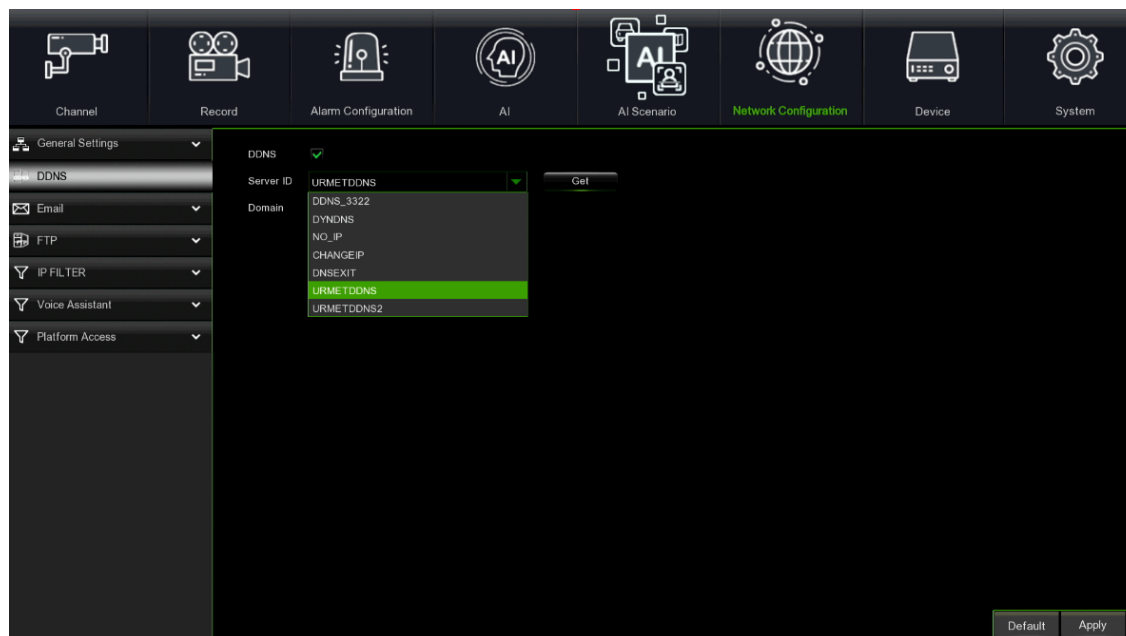 AI
AI
Channel
Record
Alarm Configuration
AI
AI Scenario
Network Configuration
Device
System
General Settings
DDNS
Email
FTP
IP FILTER
Voice Assistant
Platform Access
DDNS
Server ID URMETDDNS Get
Domain
DDNS_3322
DYNDNS
NO_IP
CHANGEIP
DNSEXIT
URMETDDNS
URMETDDNS2
Default Apply